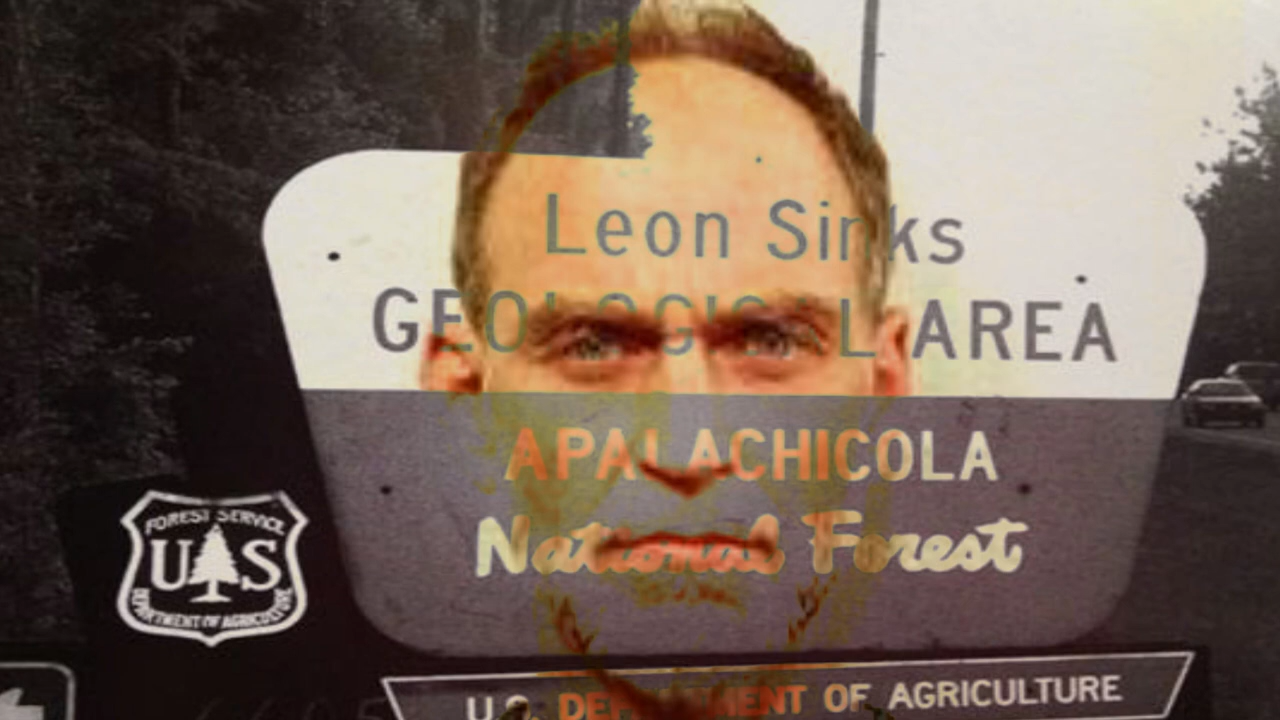 Leon Sinks
GEOLOGICAL AREA
APALACHICOLA
National Forest
FOREST SERVICE
U S
DEPARTMENT OF AGRICULTURE
U.S. DEPARTMENT OF AGRICULTURE